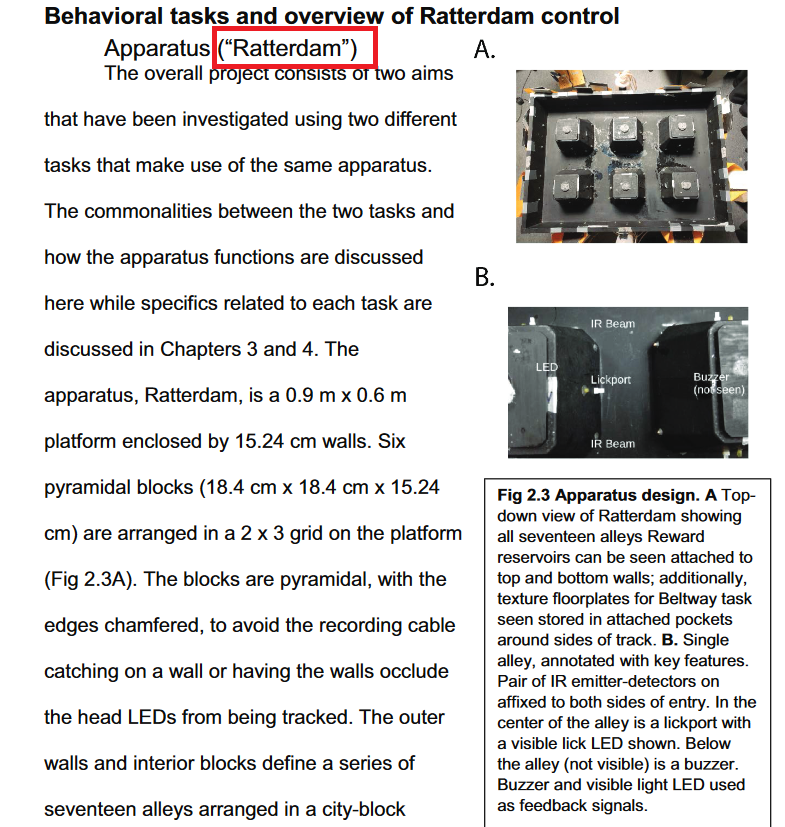 Behavioral tasks and overview of Ratterdam control
Apparatus (“Ratterdam”)
The overall project consists of two aims
that have been investigated using two different
tasks that make use of the same apparatus.
The commonalities between the two tasks and
how the apparatus functions are discussed
here while specifics related to each task are
discussed in Chapters 3 and 4. The
apparatus, Ratterdam, is a 0.9 m x 0.6 m
platform enclosed by 15.24 cm walls. Six
pyramidal blocks (18.4 cm x 18.4 cm x 15.24
cm) are arranged in a 2 x 3 grid on the platform
(Fig 2.3A). The blocks are pyramidal, with the
edges chamfered, to avoid the recording cable
catching on a wall or having the walls occlude
the head LEDs from being tracked. The outer
walls and interior blocks define a series of
seventeen alleys arranged in a city-block
A.
B.
IR Beam
LED
Lickport
Buzzer
(not seen)
IR Beam
Fig 2.3 Apparatus design. A Top-
down view of Ratterdam showing
all seventeen alleys Reward
reservoirs can be seen attached to
top and bottom walls; additionally,
texture floorplates for Beltway task
seen stored in attached pockets
around sides of track. B. Single
alley, annotated with key features.
Pair of IR emitter-detectors on
affixed to both sides of entry. In the
center of the alley is a lickport with
a visible lick LED shown. Below
the alley (not visible) is a buzzer.
Buzzer and visible light LED used
as feedback signals.